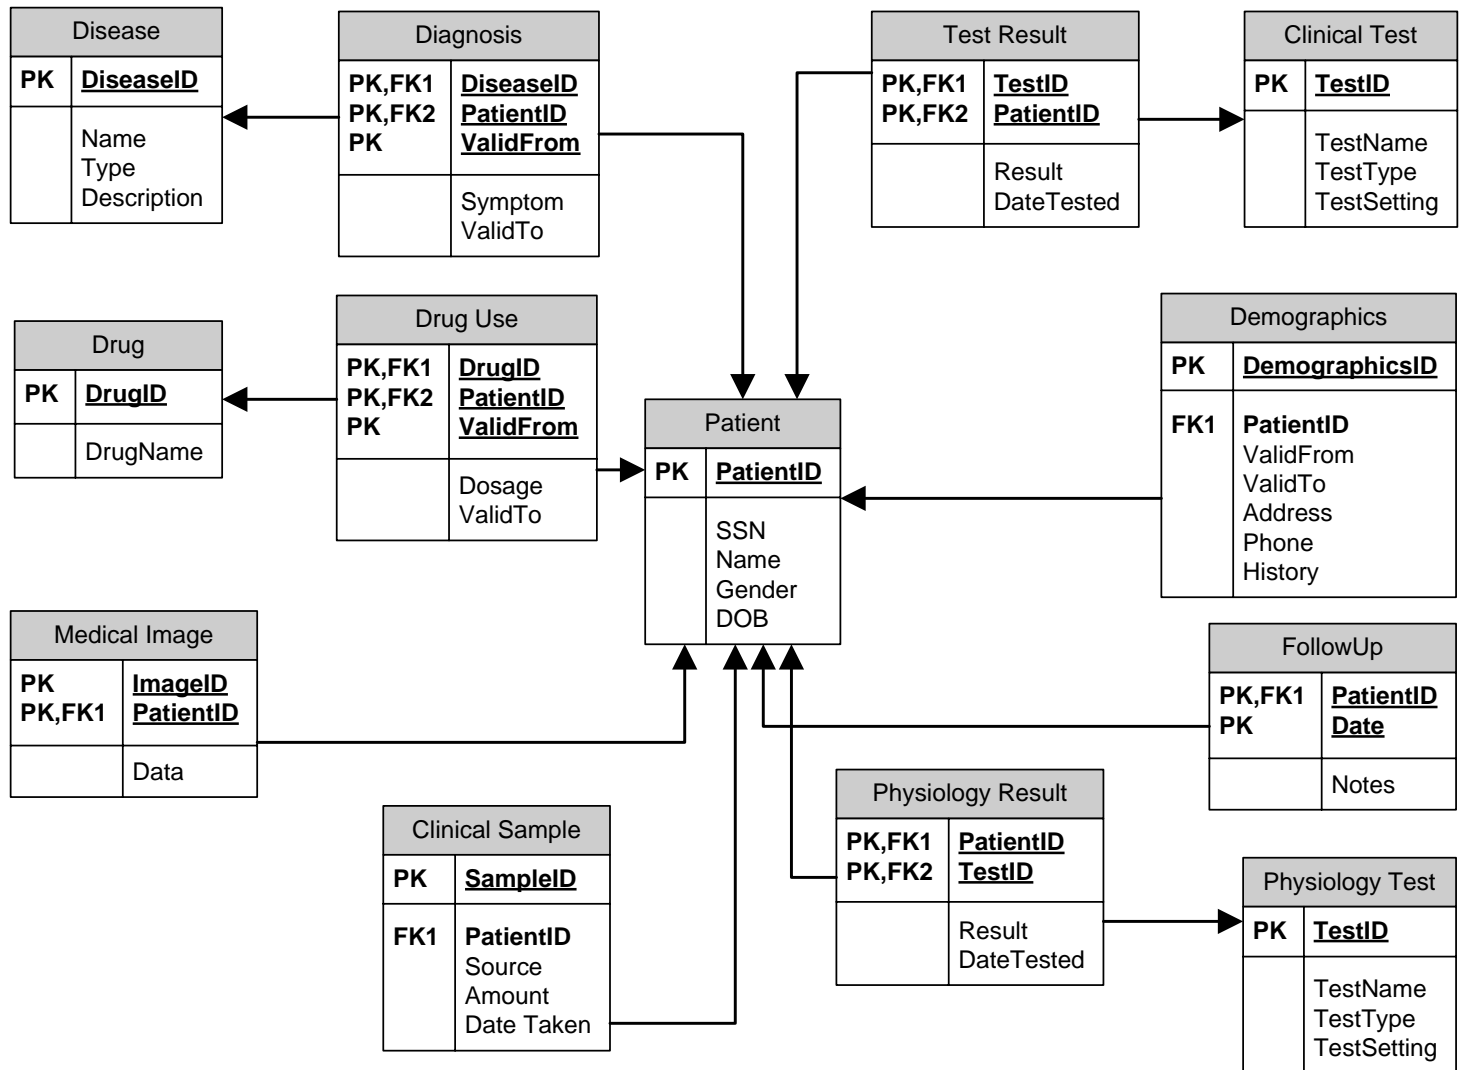 Disease
PK DiseaseID
Name
Type
Description
Diagnosis
PK,FK1 DiseaseID
PK,FK2 PatientID
PK ValidFrom
Symptom
ValidTo
Test Result
PK,FK1 TestID
PK,FK2 PatientID
Result
DateTested
Clinical Test
PK TestID
TestName
TestType
TestSetting
Drug
PK DrugID
DrugName
Drug Use
PK,FK1 DrugID
PK,FK2 PatientID
PK ValidFrom
Dosage
ValidTo
Patient
PK PatientID
SSN
Name
Gender
DOB
Demographics
PK DemographicsID
FK1 PatientID
ValidFrom
ValidTo
Address
Phone
History
Medical Image
PK ImageID
PK,FK1 PatientID
Data
Clinical Sample
PK SampleID
FK1 PatientID
Source
Amount
Date Taken
Physiology Result
PK,FK1 PatientID
PK,FK2 TestID
Result
DateTested
FollowUp
PK,FK1 PatientID
PK Date
Notes
Physiology Test
PK TestID
TestName
TestType
TestSetting